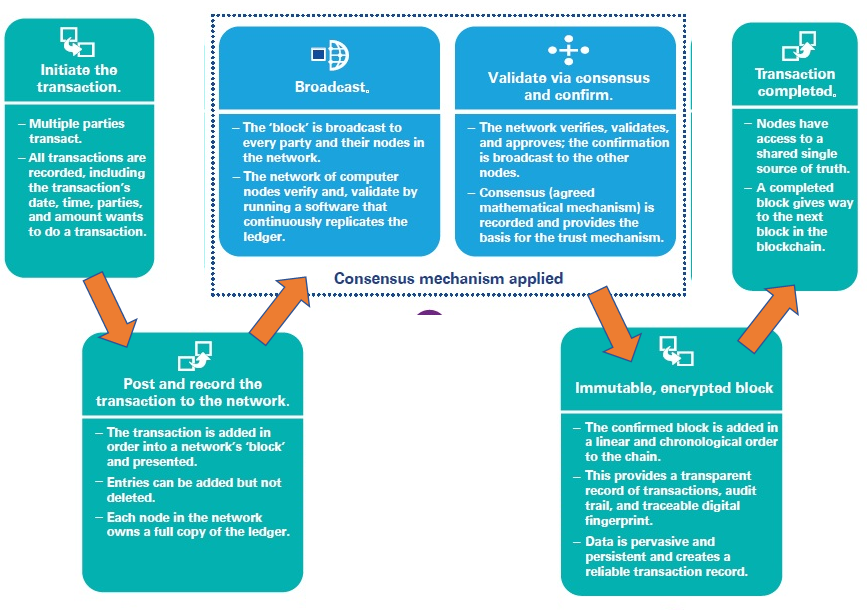 Initiate the
transaction.
– Multiple parties
transact.
– All transactions are
recorded, including
the transaction's
date, time, parties,
and amount wants
to do a transaction.
Post and record the
transaction to the network.
– The transaction is added in
order into a network's 'block'
and presented.
– Entries can be added but not
deleted.
– Each node in the network
owns a full copy of the ledger.
Broadcast.
– The 'block' is broadcast to
every party and their nodes in
the network.
– The network of computer
nodes verify and, validate by
running a software that
continuously replicates the
ledger.
Validate via consensus
and confirm.
– The network verifies, validates,
and approves; the confirmation
is broadcast to the other
nodes.
– Consensus (agreed
mathematical mechanism) is
recorded and provides the
basis for the trust mechanism.
Consensus mechanism applied
Immutable, encrypted block
– The confirmed block is added in
a linear and chronological order
to the chain.
– This provides a transparent
record of transactions, audit
trail, and traceable digital
fingerprint.
– Data is pervasive and
persistent and creates a
reliable transaction record.
Transaction
completed.
– Nodes have
access to a
shared single
source of truth.
– A completed
block gives way
to the next
block in the
blockchain.